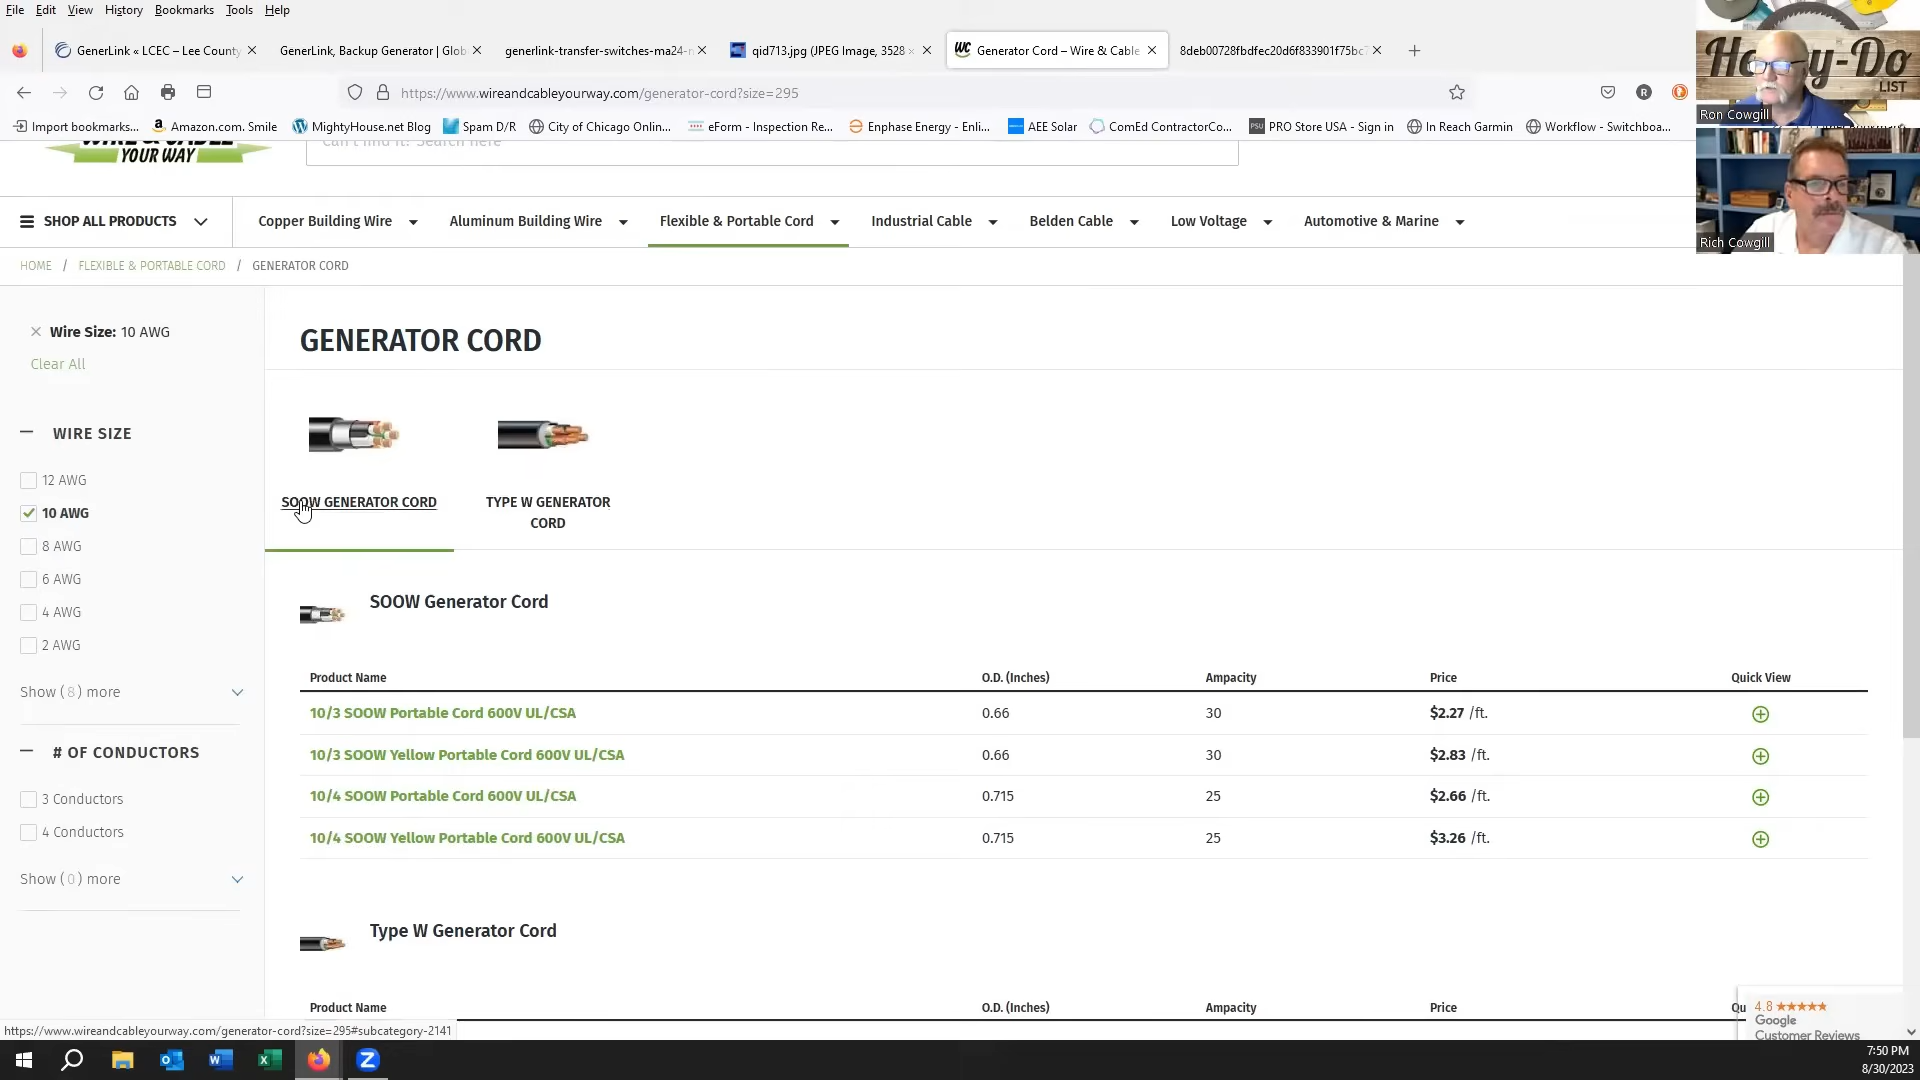 File Edit View History Bookmarks Tools Help
GenerLink « LCEC – Lee County
GenerLink, Backup Generator | Glob
generlink-transfer-switches-ma24-n
qid713.jpg (JPEG Image, 3528 ×
Generator Cord – Wire & Cable
8deb00728fbdfec20d6f833901f75bc7
https://www.wireandcableyourway.com/generator-cord?size=295
Import bookmarks...
Amazon.com. Smile
MightyHouse.net Blog
Spam D/R
City of Chicago Onlin...
eForm - Inspection Re...
Enphase Energy - Enli...
AEE Solar
ComEd ContractorCo...
PRO Store USA - Sign in
In Reach Garmin
Workflow - Switchboa...
LIST
Ron Cowgill
Rich Cowgill
WIRE & CABLE
YOUR WAY
Can't find it? Search here
SHOP ALL PRODUCTS
Copper Building Wire
Aluminum Building Wire
Flexible & Portable Cord
Industrial Cable
Belden Cable
Low Voltage
Automotive & Marine
HOME / FLEXIBLE & PORTABLE CORD / GENERATOR CORD
Wire Size: 10 AWG
Clear All
WIRE SIZE
12 AWG
10 AWG
8 AWG
6 AWG
4 AWG
2 AWG
Show (8) more
# OF CONDUCTORS
3 Conductors
4 Conductors
Show (0) more
GENERATOR CORD
SOOW GENERATOR CORD
TYPE W GENERATOR
CORD
SOOW Generator Cord
Product Name O.D. (Inches) Ampacity Price Quick View
10/3 SOOW Portable Cord 600V UL/CSA 0.66 30 $2.27 /ft.
10/3 SOOW Yellow Portable Cord 600V UL/CSA 0.66 30 $2.83 /ft.
10/4 SOOW Portable Cord 600V UL/CSA 0.715 25 $2.66 /ft.
10/4 SOOW Yellow Portable Cord 600V UL/CSA 0.715 25 $3.26 /ft.
Type W Generator Cord
Product Name O.D. (Inches) Ampacity Price Qu
4.8
Google
Customer Reviews
https://www.wireandcableyourway.com/generator-cord?size=295#subcategory-2141
7:50 PM
8/30/2023